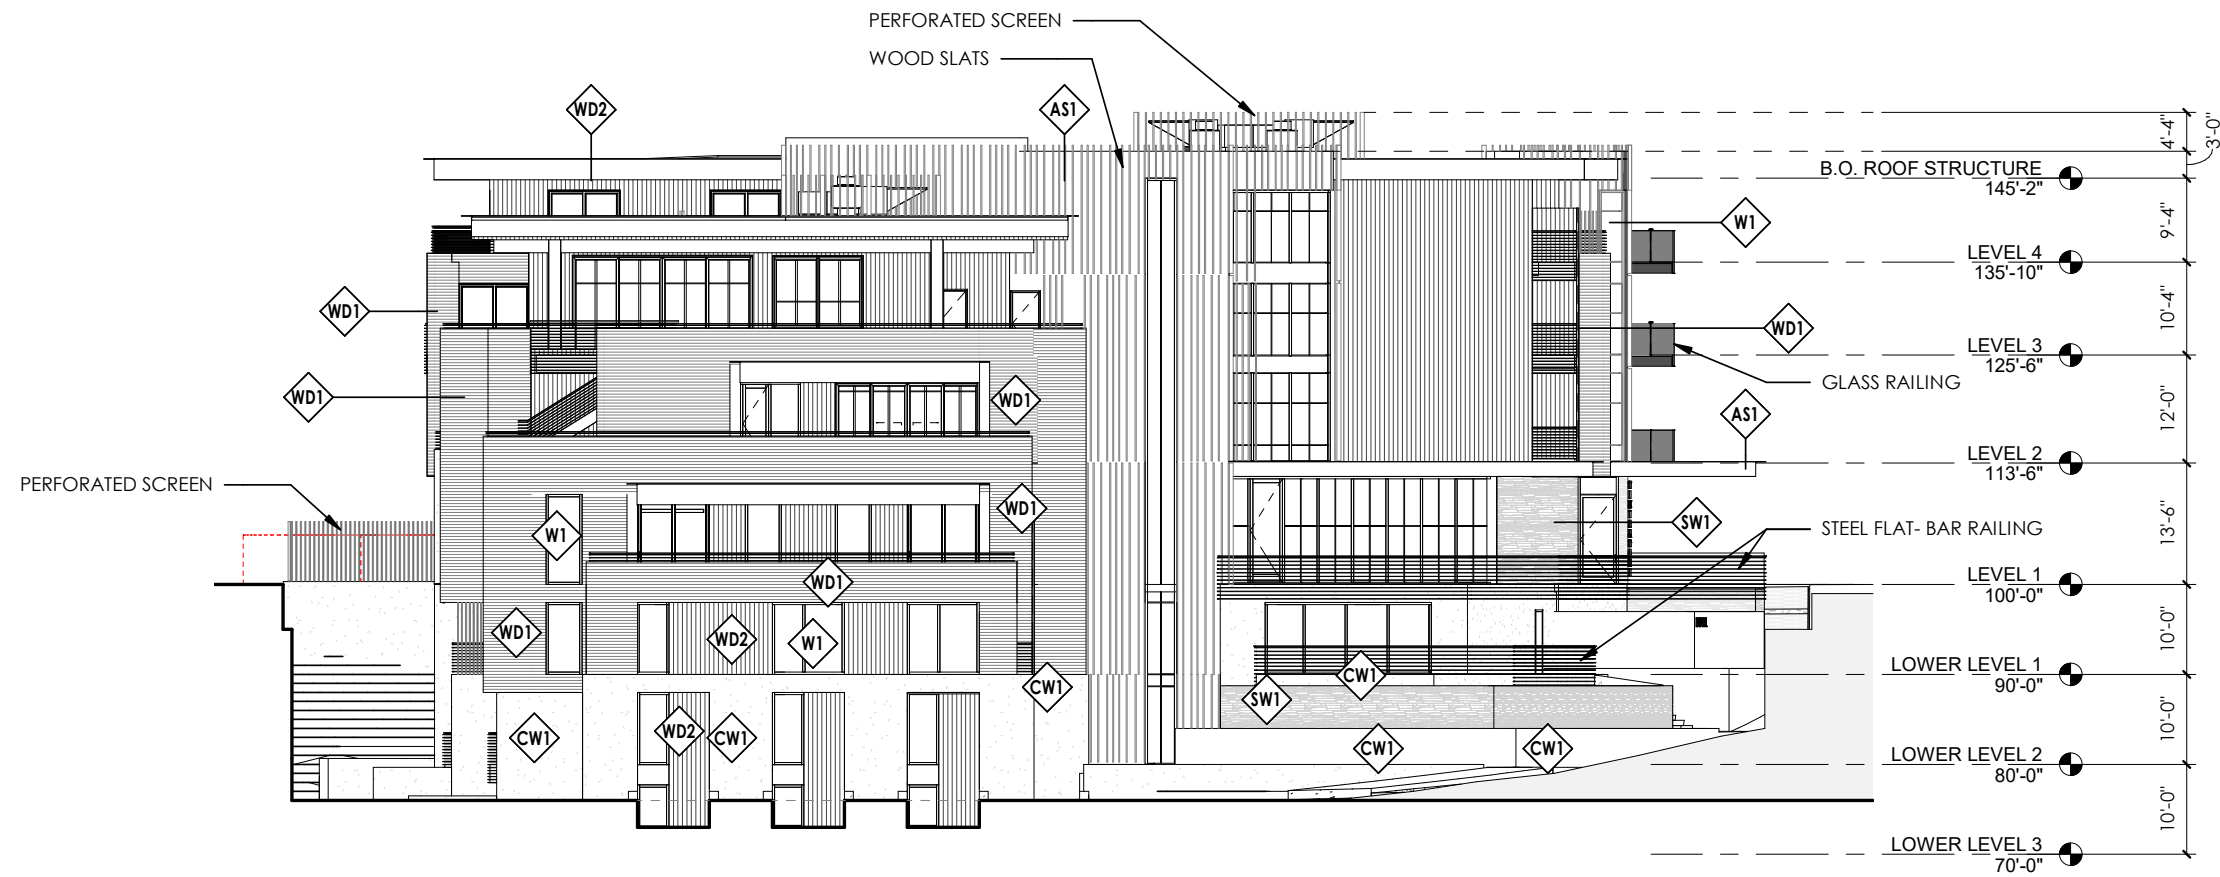 PERFORATED SCREEN
WOOD SLATS
WD2
AS1
4'-4"
3'-0"
B.O. ROOF STRUCTURE
145'-2"
W1
9'-4"
LEVEL 4
135'-10"
WD1
WD1
10'-4"
LEVEL 3
125'-6"
GLASS RAILING
WD1
WD1
AS1
12'-0"
LEVEL 2
113'-6"
PERFORATED SCREEN
WD1
W1
SW1
STEEL FLAT- BAR RAILING
13'-6"
LEVEL 1
100'-0"
WD1
WD1
WD2
W1
10'-0"
LOWER LEVEL 1
90'-0"
CW1
CW1
SW1
WD2
CW1
CW1
CW1
CW1
10'-0"
LOWER LEVEL 2
80'-0"
10'-0"
LOWER LEVEL 3
70'-0"